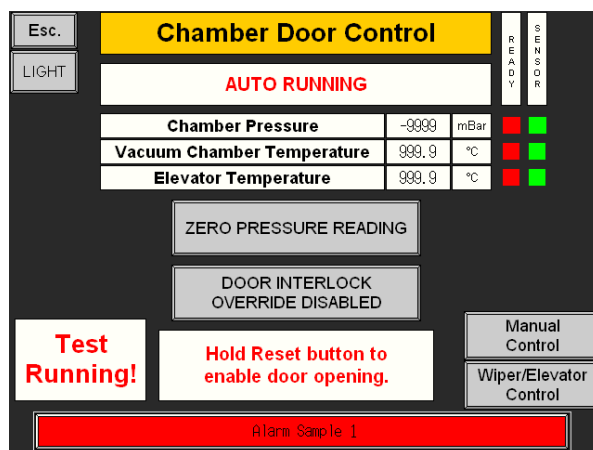 Esc.
Chamber Door Control
READY
SENSOR
LIGHT
AUTO RUNNING
Chamber Pressure -9999 mBar
Vacuum Chamber Temperature 999.9 °C
Elevator Temperature 999.9 °C
ZERO PRESSURE READING
DOOR INTERLOCK
OVERRIDE DISABLED
Test
Running!
Hold Reset button to
enable door opening.
Manual
Control
Wiper/Elevator
Control
Alarm Sample 1